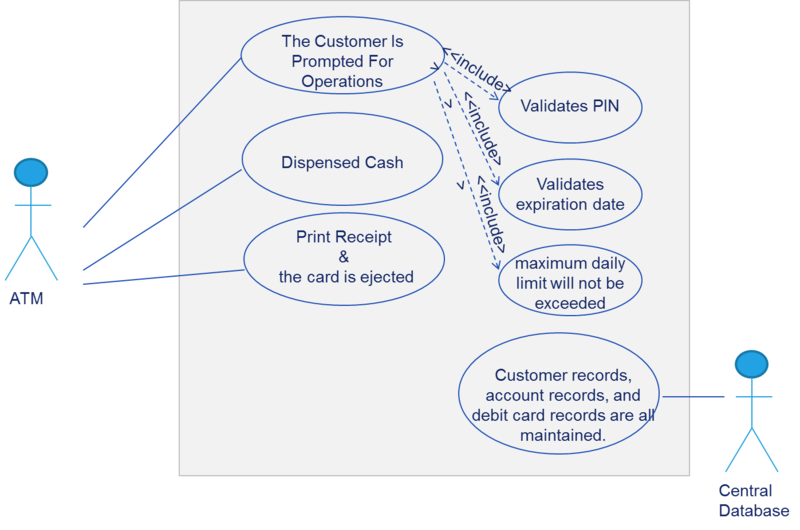 The Customer Is
Prompted For
Operations
<<include>>
Validates PIN
Dispensed Cash
<<include>>
Validates
expiration date
Print Receipt
&
the card is ejected
<<include>>
maximum daily
limit will not be
exceeded
ATM
Customer records,
account records, and
debit card records are all
maintained.
Central
Database